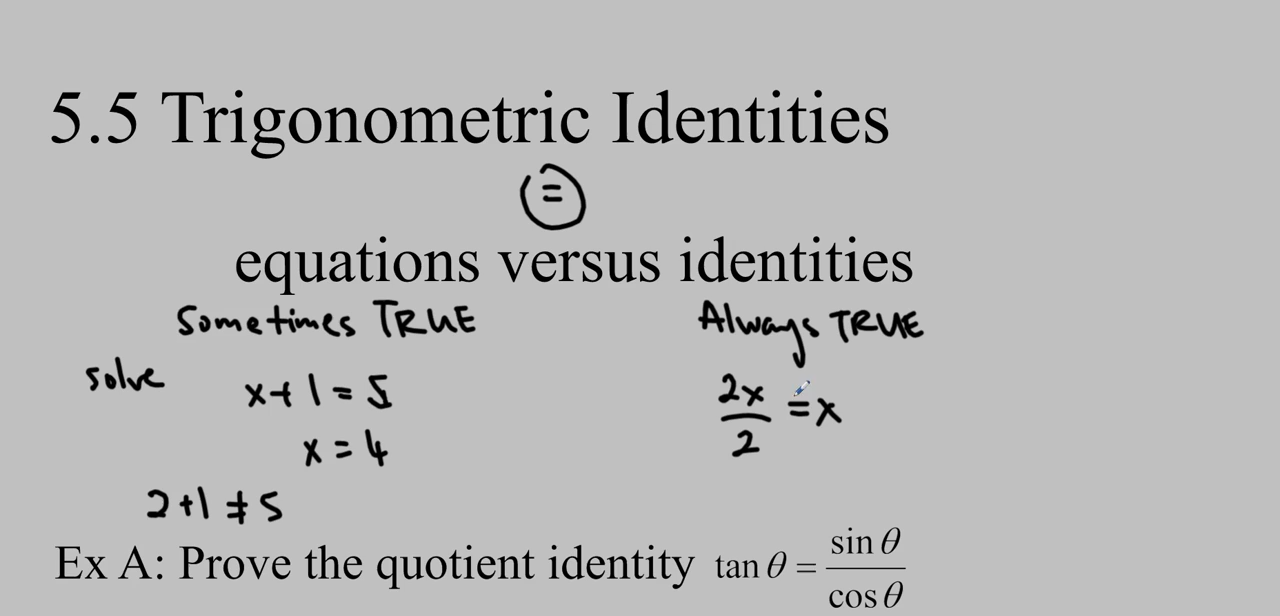 5.5 Trigonometric Identities
=
equations versus identities
Sometimes TRUE Always TRUE
solve x+1=5 2x/2 =x
x=4
2+1≠5
Ex A: Prove the quotient identity tan θ = sin θ/cos θ